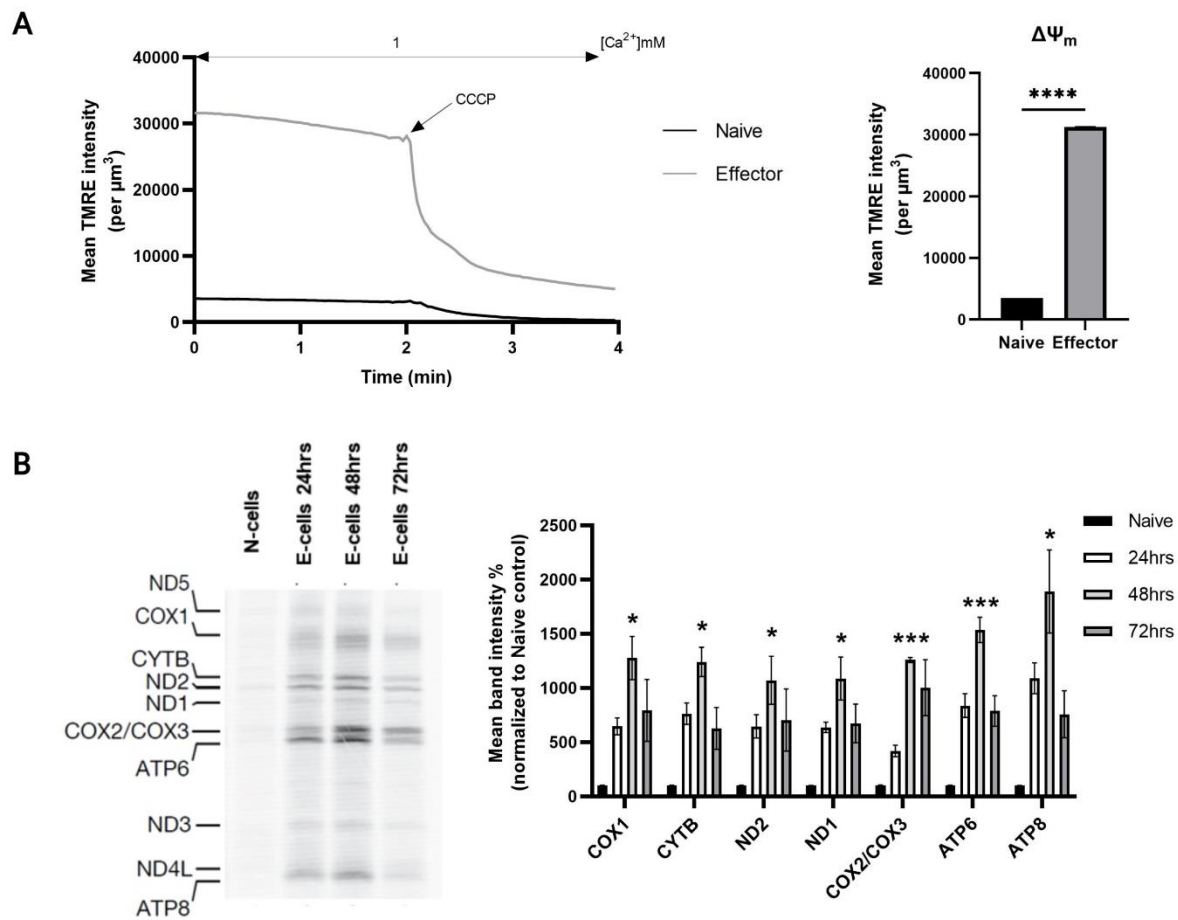 A
1
[Ca²⁺]mM
CCCP
Mean TMRE intensity
(per µm³)
40000
30000
20000
10000
0
0 1 2 3 4
Time (min)
Naive
Effector
ΔΨm
****
Mean TMRE intensity
(per µm³)
40000
30000
20000
10000
0
Naive Effector
B
N-cells
E-cells 24hrs
E-cells 48hrs
E-cells 72hrs
ND5
COX1
CYTB
ND2
ND1
COX2/COX3
ATP6
ND3
ND4L
ATP8
Mean band intensity %
(normalized to Naive control)
2500
2000
1500
1000
500
0
* * * * *** *** *
COX1 CYTB ND2 ND1 COX2/COX3 ATP6 ATP8
Naive
24hrs
48hrs
72hrs